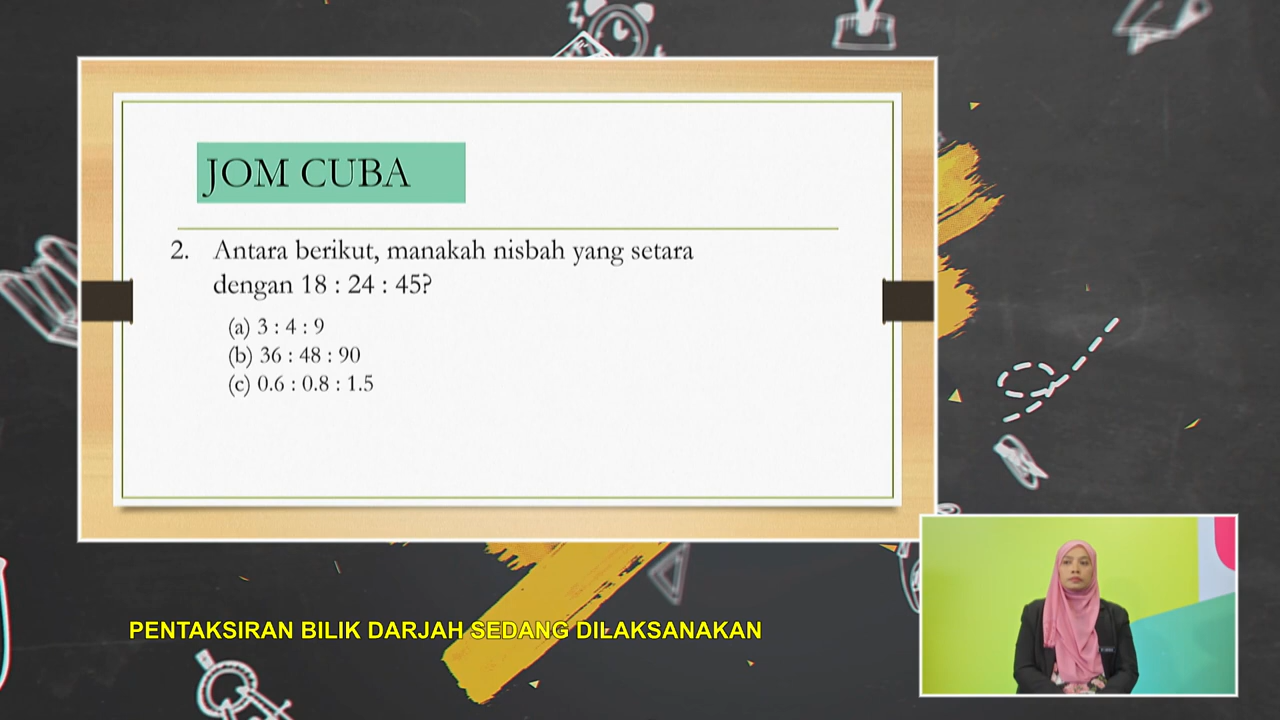 JOM CUBA
2. Antara berikut, manakah nisbah yang setara
dengan 18 : 24 : 45?
(a) 3 : 4 : 9
(b) 36 : 48 : 90
(c) 0.6 : 0.8 : 1.5
PENTAKSIRAN BILIK DARJAH SEDANG DILAKSANAKAN